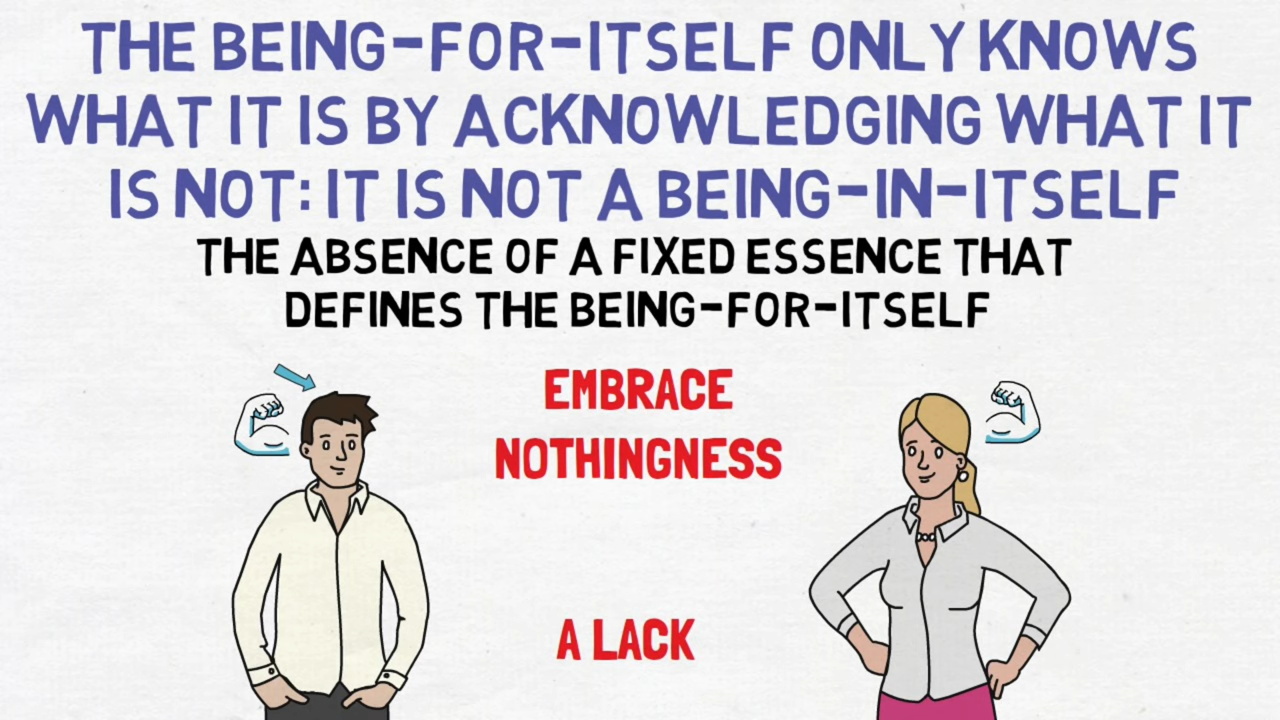 THE BEING-FOR-ITSELF ONLY KNOWS
WHAT IT IS BY ACKNOWLEDGING WHAT IT
IS NOT: IT IS NOT A BEING-IN-ITSELF
THE ABSENCE OF A FIXED ESSENCE THAT
DEFINES THE BEING-FOR-ITSELF
EMBRACE
NOTHINGNESS
A LACK